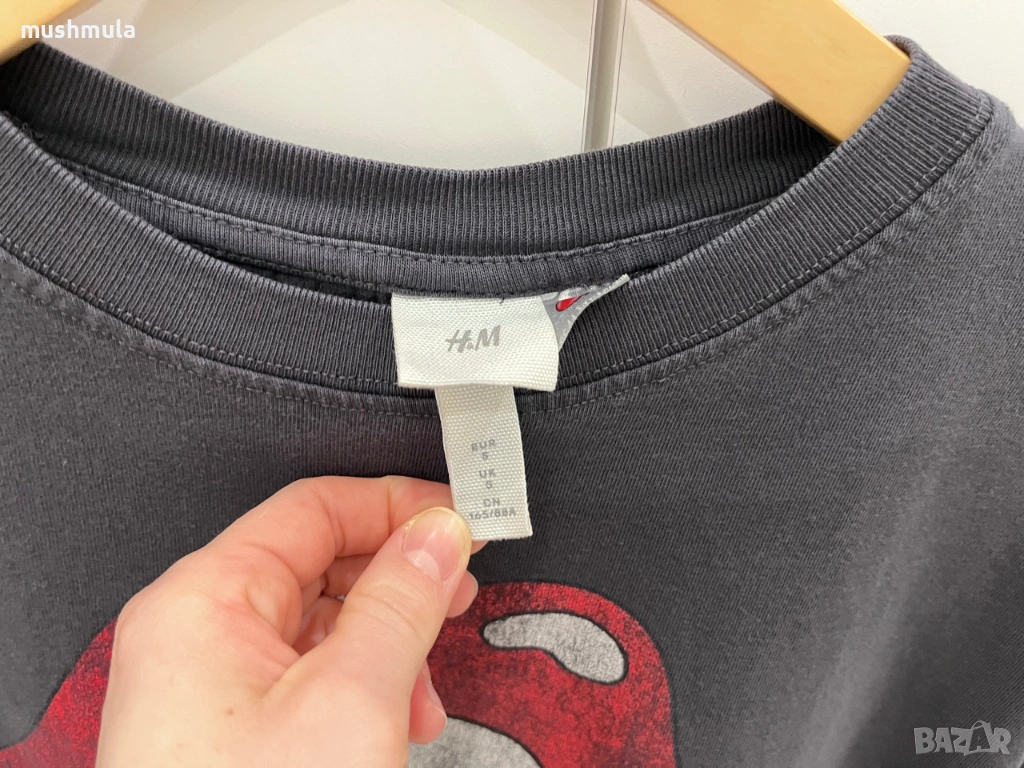 mushmula
H&M
EUR
S
UK
S
CN
165/88A
BAZAR